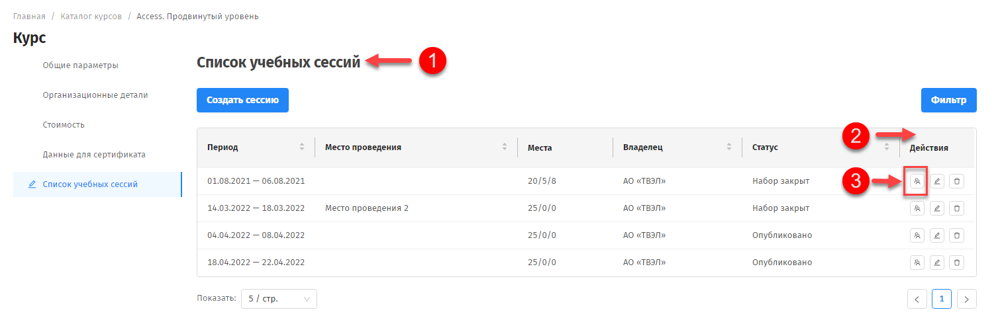 Главная / Каталог курсов / Access. Продвинутый уровень
Курс
Общие параметры
Организационные детали
Стоимость
Данные для сертификата
Список учебных сессий
Список учебных сессий
1
Создать сессию
Фильтр
2
Период Место проведения Места Владелец Статус Действия
3
01.08.2021 — 06.08.2021 20/5/8 АО «ТВЭЛ» Набор закрыт
14.03.2022 — 18.03.2022 Место проведения 2 25/0/0 АО «ТВЭЛ» Набор закрыт
04.04.2022 — 08.04.2022 25/0/0 АО «ТВЭЛ» Опубликовано
18.04.2022 — 22.04.2022 25/0/0 АО «ТВЭЛ» Опубликовано
Показать: 5 / стр.
< 1 >